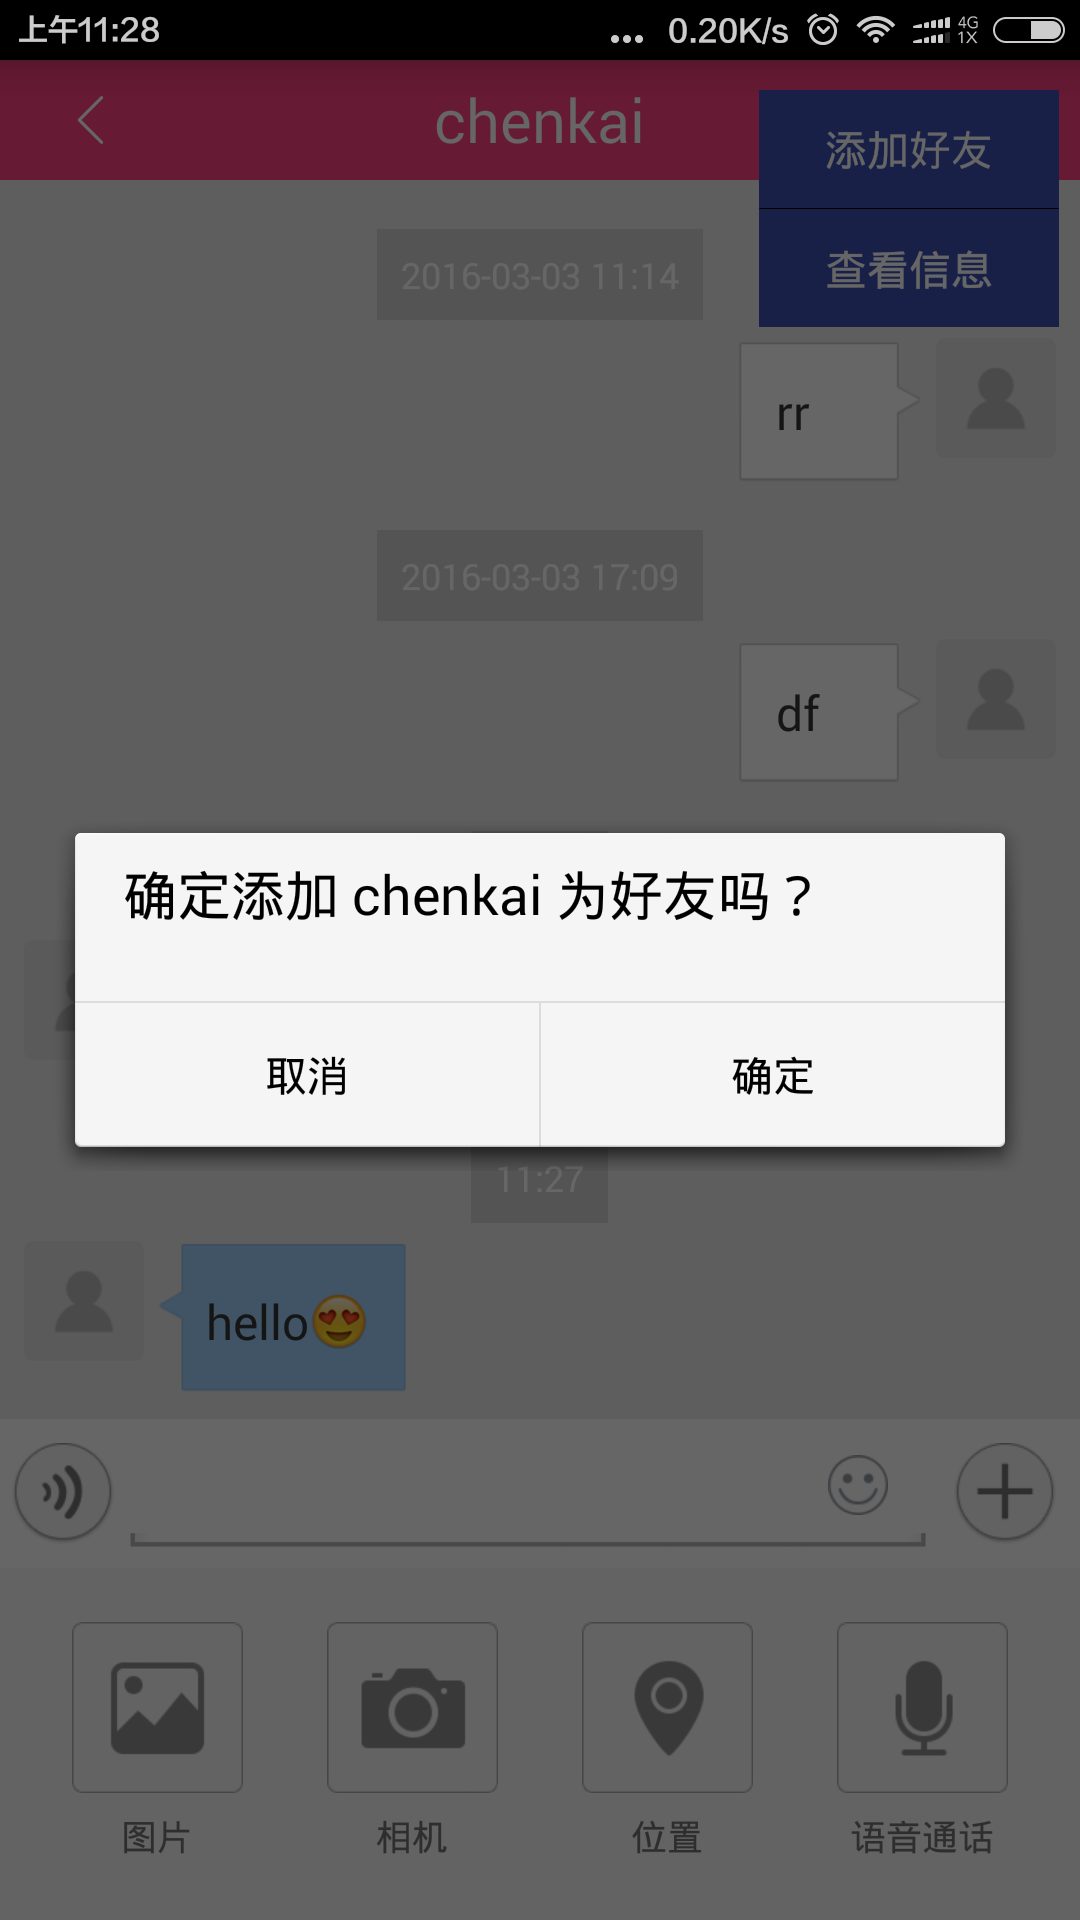 上午11:28
... 0.20K/s 4G 1X
chenkai
添加好友
查看信息
2016-03-03 11:14
rr
2016-03-03 17:09
df
确定添加 chenkai 为好友吗？
取消 确定
11:27
hello😍
图片 相机 位置 语音通话